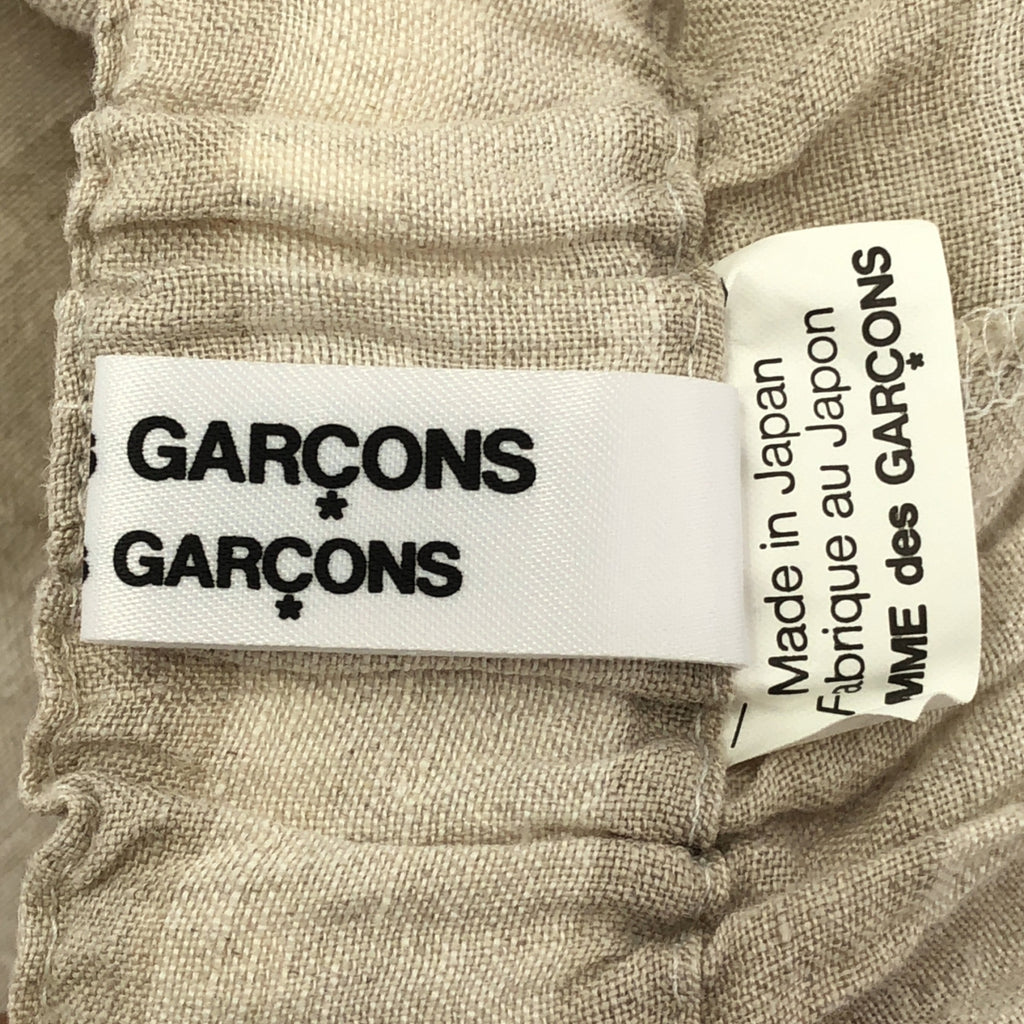 GARÇONS
GARÇONS
Made in Japan
Fabrique au Japon
MME des GARÇONS